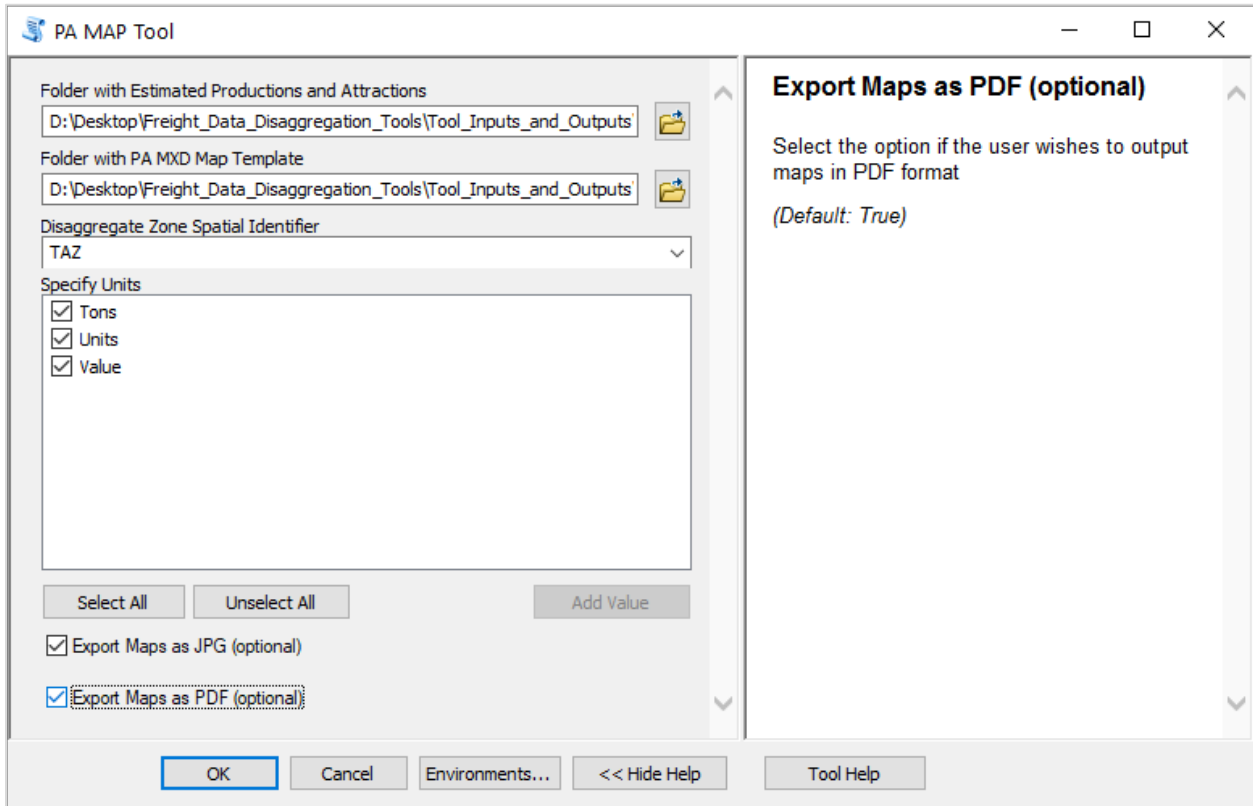 PA MAP Tool
Folder with Estimated Productions and Attractions
D:\Desktop\Freight_Data_Disaggregation_Tools\Tool_Inputs_and_Outputs'
Folder with PA MXD Map Template
D:\Desktop\Freight_Data_Disaggregation_Tools\Tool_Inputs_and_Outputs'
Disaggregate Zone Spatial Identifier
TAZ
Specify Units
Tons
Units
Value
Select All Unselect All Add Value
Export Maps as JPG (optional)
Export Maps as PDF (optional)
Export Maps as PDF (optional)
Select the option if the user wishes to output
maps in PDF format
(Default: True)
OK Cancel Environments... << Hide Help Tool Help